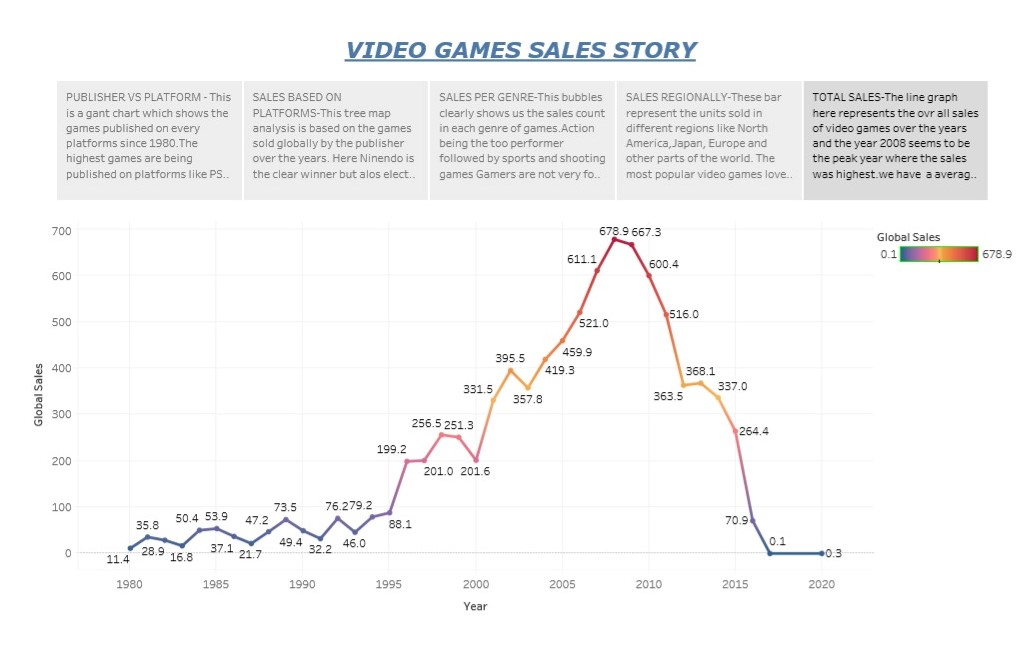 VIDEO GAMES SALES STORY
PUBLISHER VS PLATFORM - This
is a gant chart which shows the
games published on every
platforms since 1980.The
highest games are being
published on platforms like PS..
SALES BASED ON
PLATFORMS-This tree map
analysis is based on the games
sold globally by the publisher
over the years. Here Ninendo is
the clear winner but alos elect..
SALES PER GENRE-This bubbles
clearly shows us the sales count
in each genre of games.Action
being the too performer
followed by sports and shooting
games Gamers are not very fo..
SALES REGIONALLY-These bar
represent the units sold in
different regions like North
America,Japan, Europe and
other parts of the world. The
most popular video games love..
TOTAL SALES-The line graph
here represents the ovr all sales
of video games over the years
and the year 2008 seems to be
the peak year where the sales
was highest.we have a averag..
Global Sales
0.1 678.9
Global Sales
700
600
500
400
300
200
100
0
11.4
35.8
28.9
16.8
50.4
53.9
37.1
21.7
47.2
73.5
49.4
32.2
76.2
46.0
79.2
88.1
199.2
201.0
256.5
251.3
201.6
331.5
395.5
357.8
419.3
459.9
521.0
611.1
678.9
667.3
600.4
516.0
363.5
368.1
337.0
264.4
70.9
0.1
0.3
1980 1985 1990 1995 2000 2005 2010 2015 2020
Year